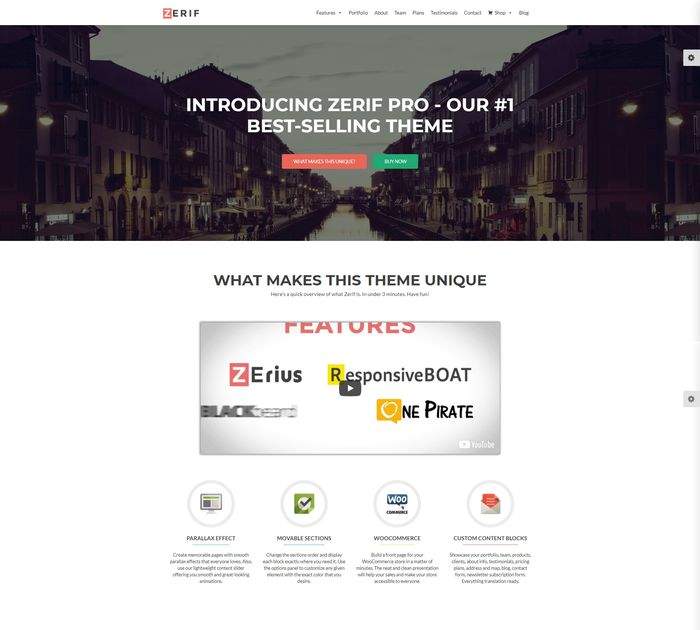 ZERIF
Features Portfolio About Team Plans Testimonials Contact Shop Blog
INTRODUCING ZERIF PRO - OUR #1
BEST-SELLING THEME
WHAT MAKES THIS UNIQUE?
BUY NOW
WHAT MAKES THIS THEME UNIQUE
Here's a quick overview of what Zerif is. In under 3 minutes. Have fun!
FEATURES
ZErius
ResponsiveBOAT
BLACKbeard
ONE PIRATE
YouTube
WOO
COMMERCE
PARALLAX EFFECT
Create memorable pages with smooth
parallax effects that everyone loves. Also,
use our lightweight content slider
offering you smooth and great looking
animations.
MOVABLE SECTIONS
Change the sections order and display
each block exactly where you need it. Use
the options panel to customize any given
element with the exact color that you
desire.
WOOCOMMERCE
Build a front page for your
WooCommerce store in a matter of
minutes. The neat and clean presentation
will help your sales and make your store
accessible to everyone.
CUSTOM CONTENT BLOCKS
Showcase your portfolio, team, products,
clients, about info, testimonials, pricing
plans, address and map, blog, contact
form, newsletter subscription form.
Everything translation ready.